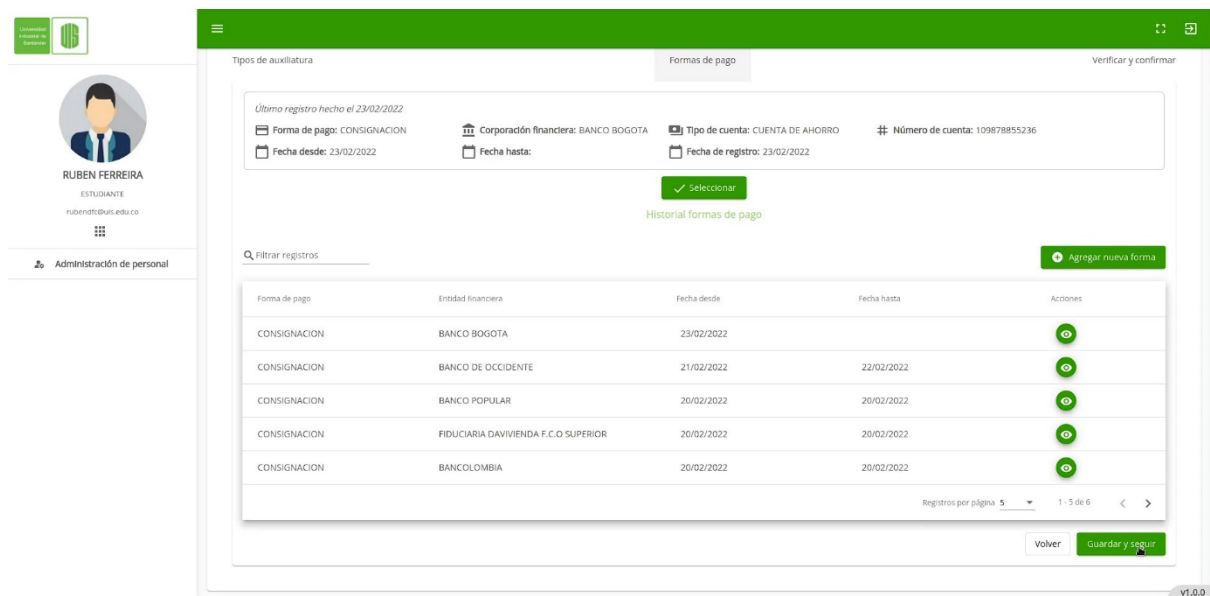 Universidad
Industrial de
Santander
UIS
RUBEN FERREIRA
ESTUDIANTE
rubendfc@uis.edu.co
Administración de personal
Tipos de auxiliatura Formas de pago Verificar y confirmar
Último registro hecho el 23/02/2022
Forma de pago: CONSIGNACION Corporación financiera: BANCO BOGOTA Tipo de cuenta: CUENTA DE AHORRO Número de cuenta: 109878855236
Fecha desde: 23/02/2022 Fecha hasta: Fecha de registro: 23/02/2022
Seleccionar
Historial formas de pago
Filtrar registros Agregar nueva forma
Forma de pago Entidad financiera Fecha desde Fecha hasta Acciones
CONSIGNACION BANCO BOGOTA 23/02/2022
CONSIGNACION BANCO DE OCCIDENTE 21/02/2022 22/02/2022
CONSIGNACION BANCO POPULAR 20/02/2022 20/02/2022
CONSIGNACION FIDUCIARIA DAVIVIENDA F.C.O SUPERIOR 20/02/2022 20/02/2022
CONSIGNACION BANCOLOMBIA 20/02/2022 20/02/2022
Registros por página 5 1 - 5 de 6
Volver Guardar y seguir
v1.0.0